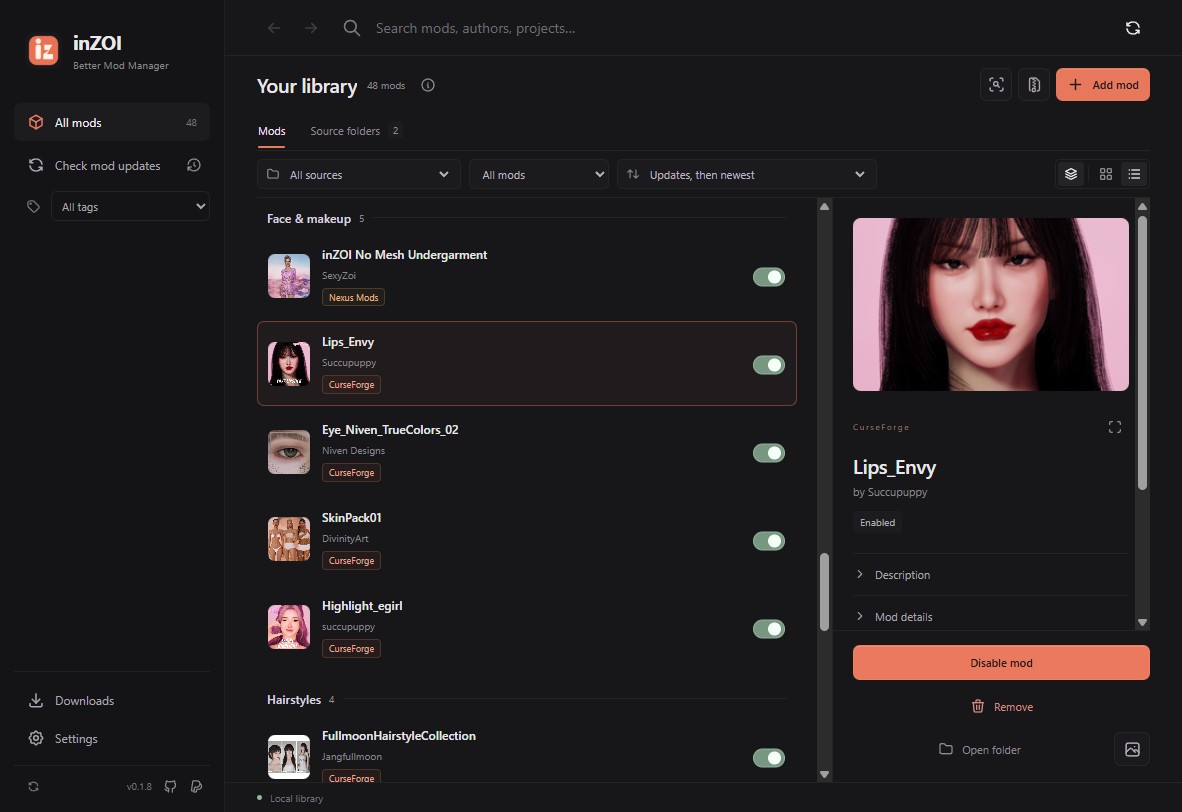 inZOI
Better Mod Manager
All mods 48
Check mod updates
All tags
Downloads
Settings
v0.1.8
Search mods, authors, projects...
Your library 48 mods
Add mod
Mods Source folders 2
All sources All mods Updates, then newest
Face & makeup 5
inZOI No Mesh Undergarment
SexyZoi
Nexus Mods
Lips_Envy
Succupuppy
CurseForge
Eye_Niven_TrueColors_02
Niven Designs
CurseForge
SkinPack01
DivinityArt
CurseForge
Highlight_egirl
succupuppy
CurseForge
Hairstyles 4
FullmoonHairstyleCollection
Jangfullmoon
CurseForge
CurseForge
Lips_Envy
by Succupuppy
Enabled
Description
Mod details
Disable mod
Remove
Open folder
Local library